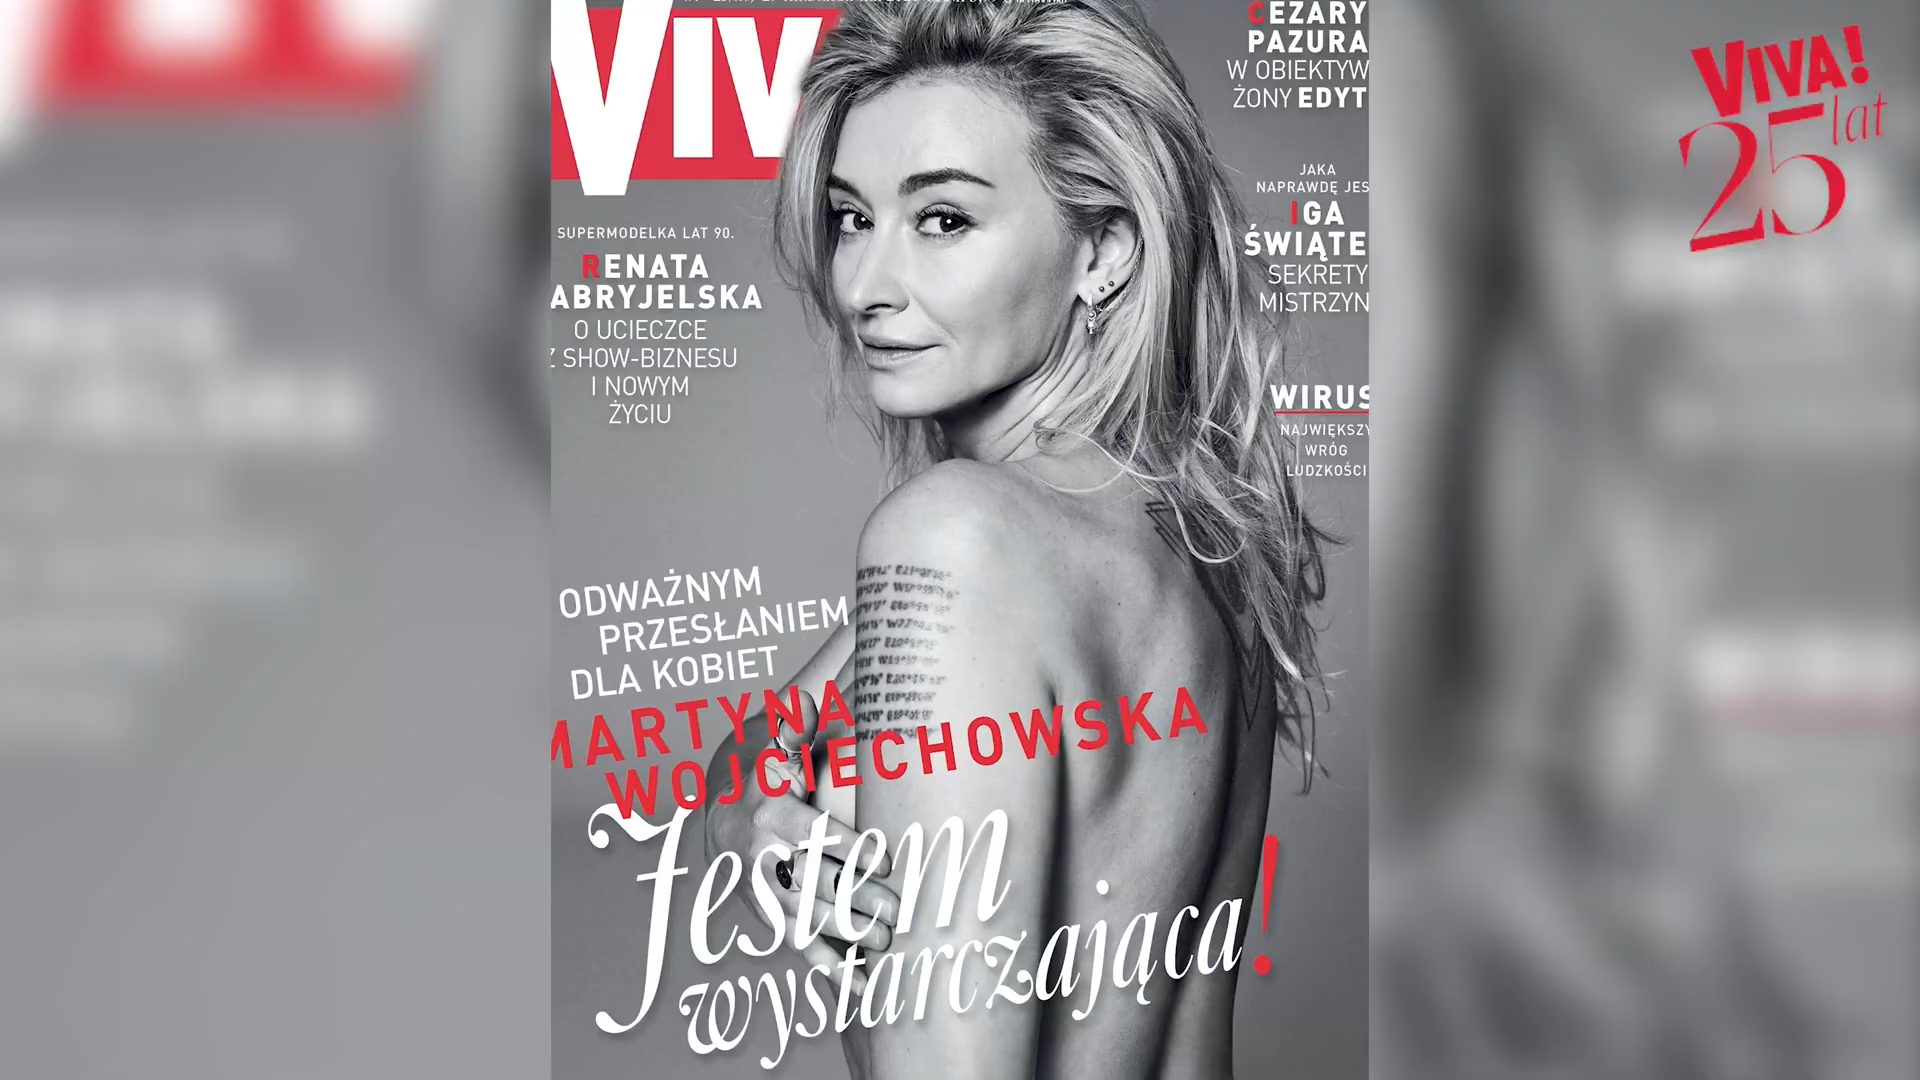 VIV
CEZARY
PAZURA
W OBIEKTYW
ŻONY EDYT
VIVA!
25 lat
JAKA
NAPRAWDĘ JES
IGA
ŚWIĄTE
SEKRETY
MISTRZYN
SUPERMODELKA LAT 90.
RENATA
ABRYJELSKA
O UCIECZCE
Z SHOW-BIZNESU
I NOWYM
ŻYCIU
WIRUS
NAJWIĘKSZY
WRÓG
LUDZKOŚCI
ODWAŻNYM
PRZESŁANIEM
DLA KOBIET
MARTYNA
WOJCIECHOWSKA
Jestem
wystarczająca!